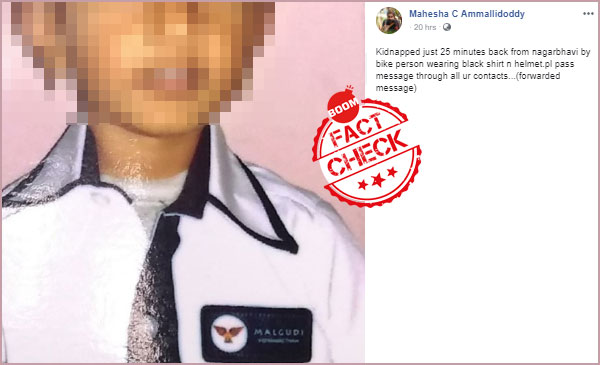 Mahesha C Ammallidoddy
20 hrs
Kidnapped just 25 minutes back from nagarbhavi by
bike person wearing black shirt n helmet.pl pass
message through all ur contacts...(forwarded
message)
BOOM
FACT
CHECK
MALGUDI